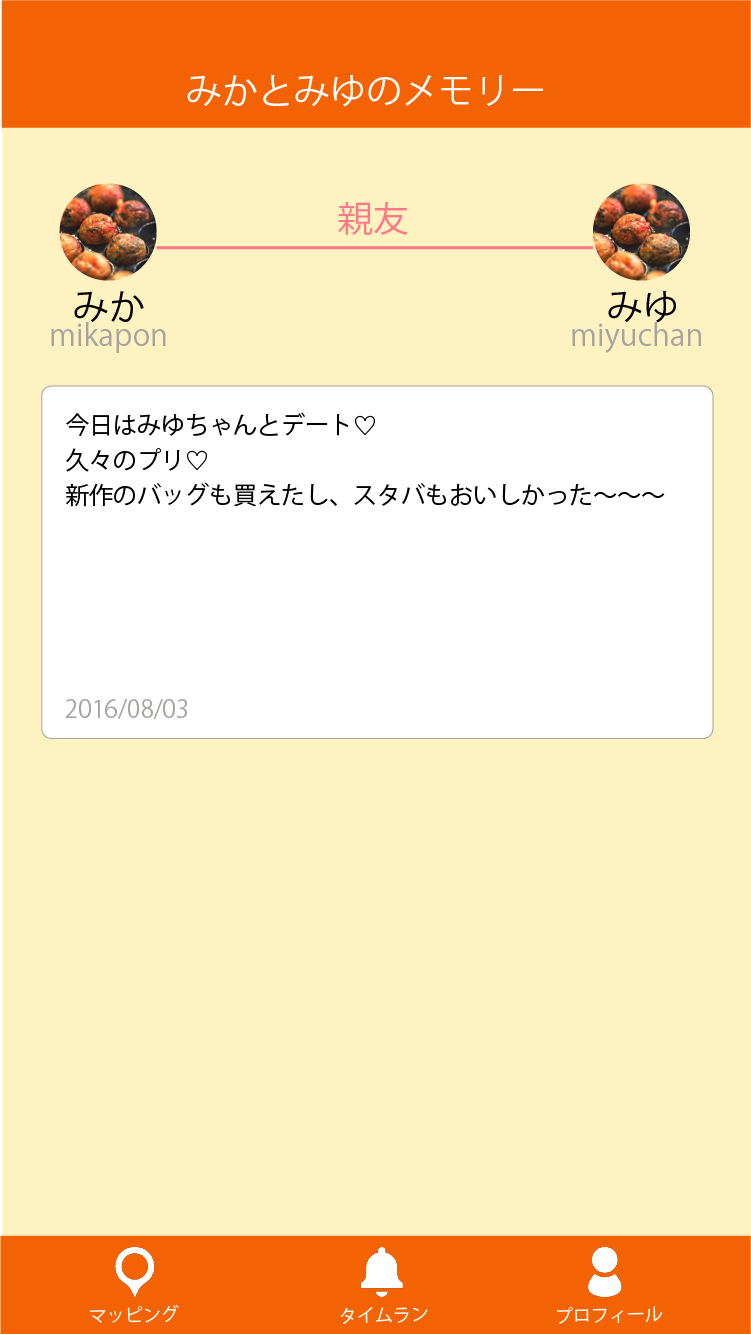 みかとみゆのメモリー
親友
みか
mikapon
みゆ
miyuchan
今日はみゆちゃんとデート♡
久々のプリ♡
新作のバッグも買えたし、スタバもおいしかった〜〜〜
2016/08/03
マッピング
タイムラン
プロフィール